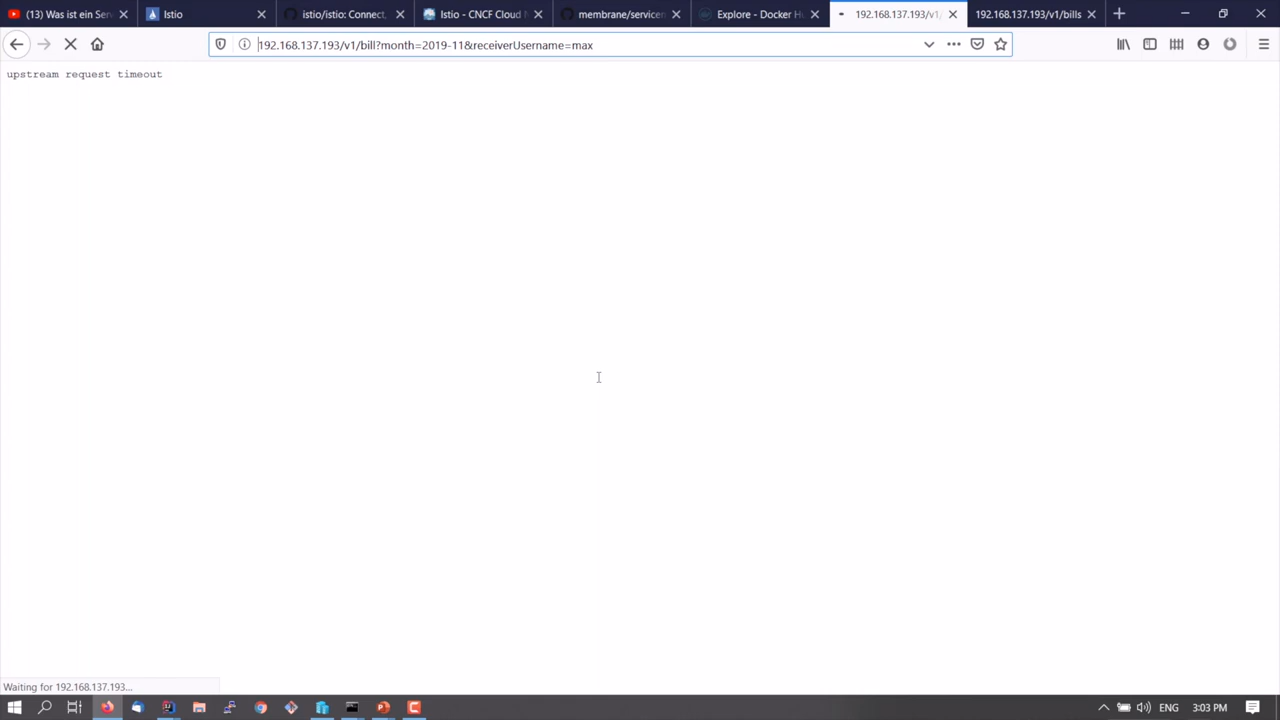 (13) Was ist ein Ser
Istio
istio/istio: Connect,
Istio - CNCF Cloud N
membrane/servicem
Explore - Docker Hu
192.168.137.193/v1/
192.168.137.193/v1/bills
192.168.137.193/v1/bill?month=2019-11&receiverUsername=max
upstream request timeout
Waiting for 192.168.137.193...
ENG
3:03 PM